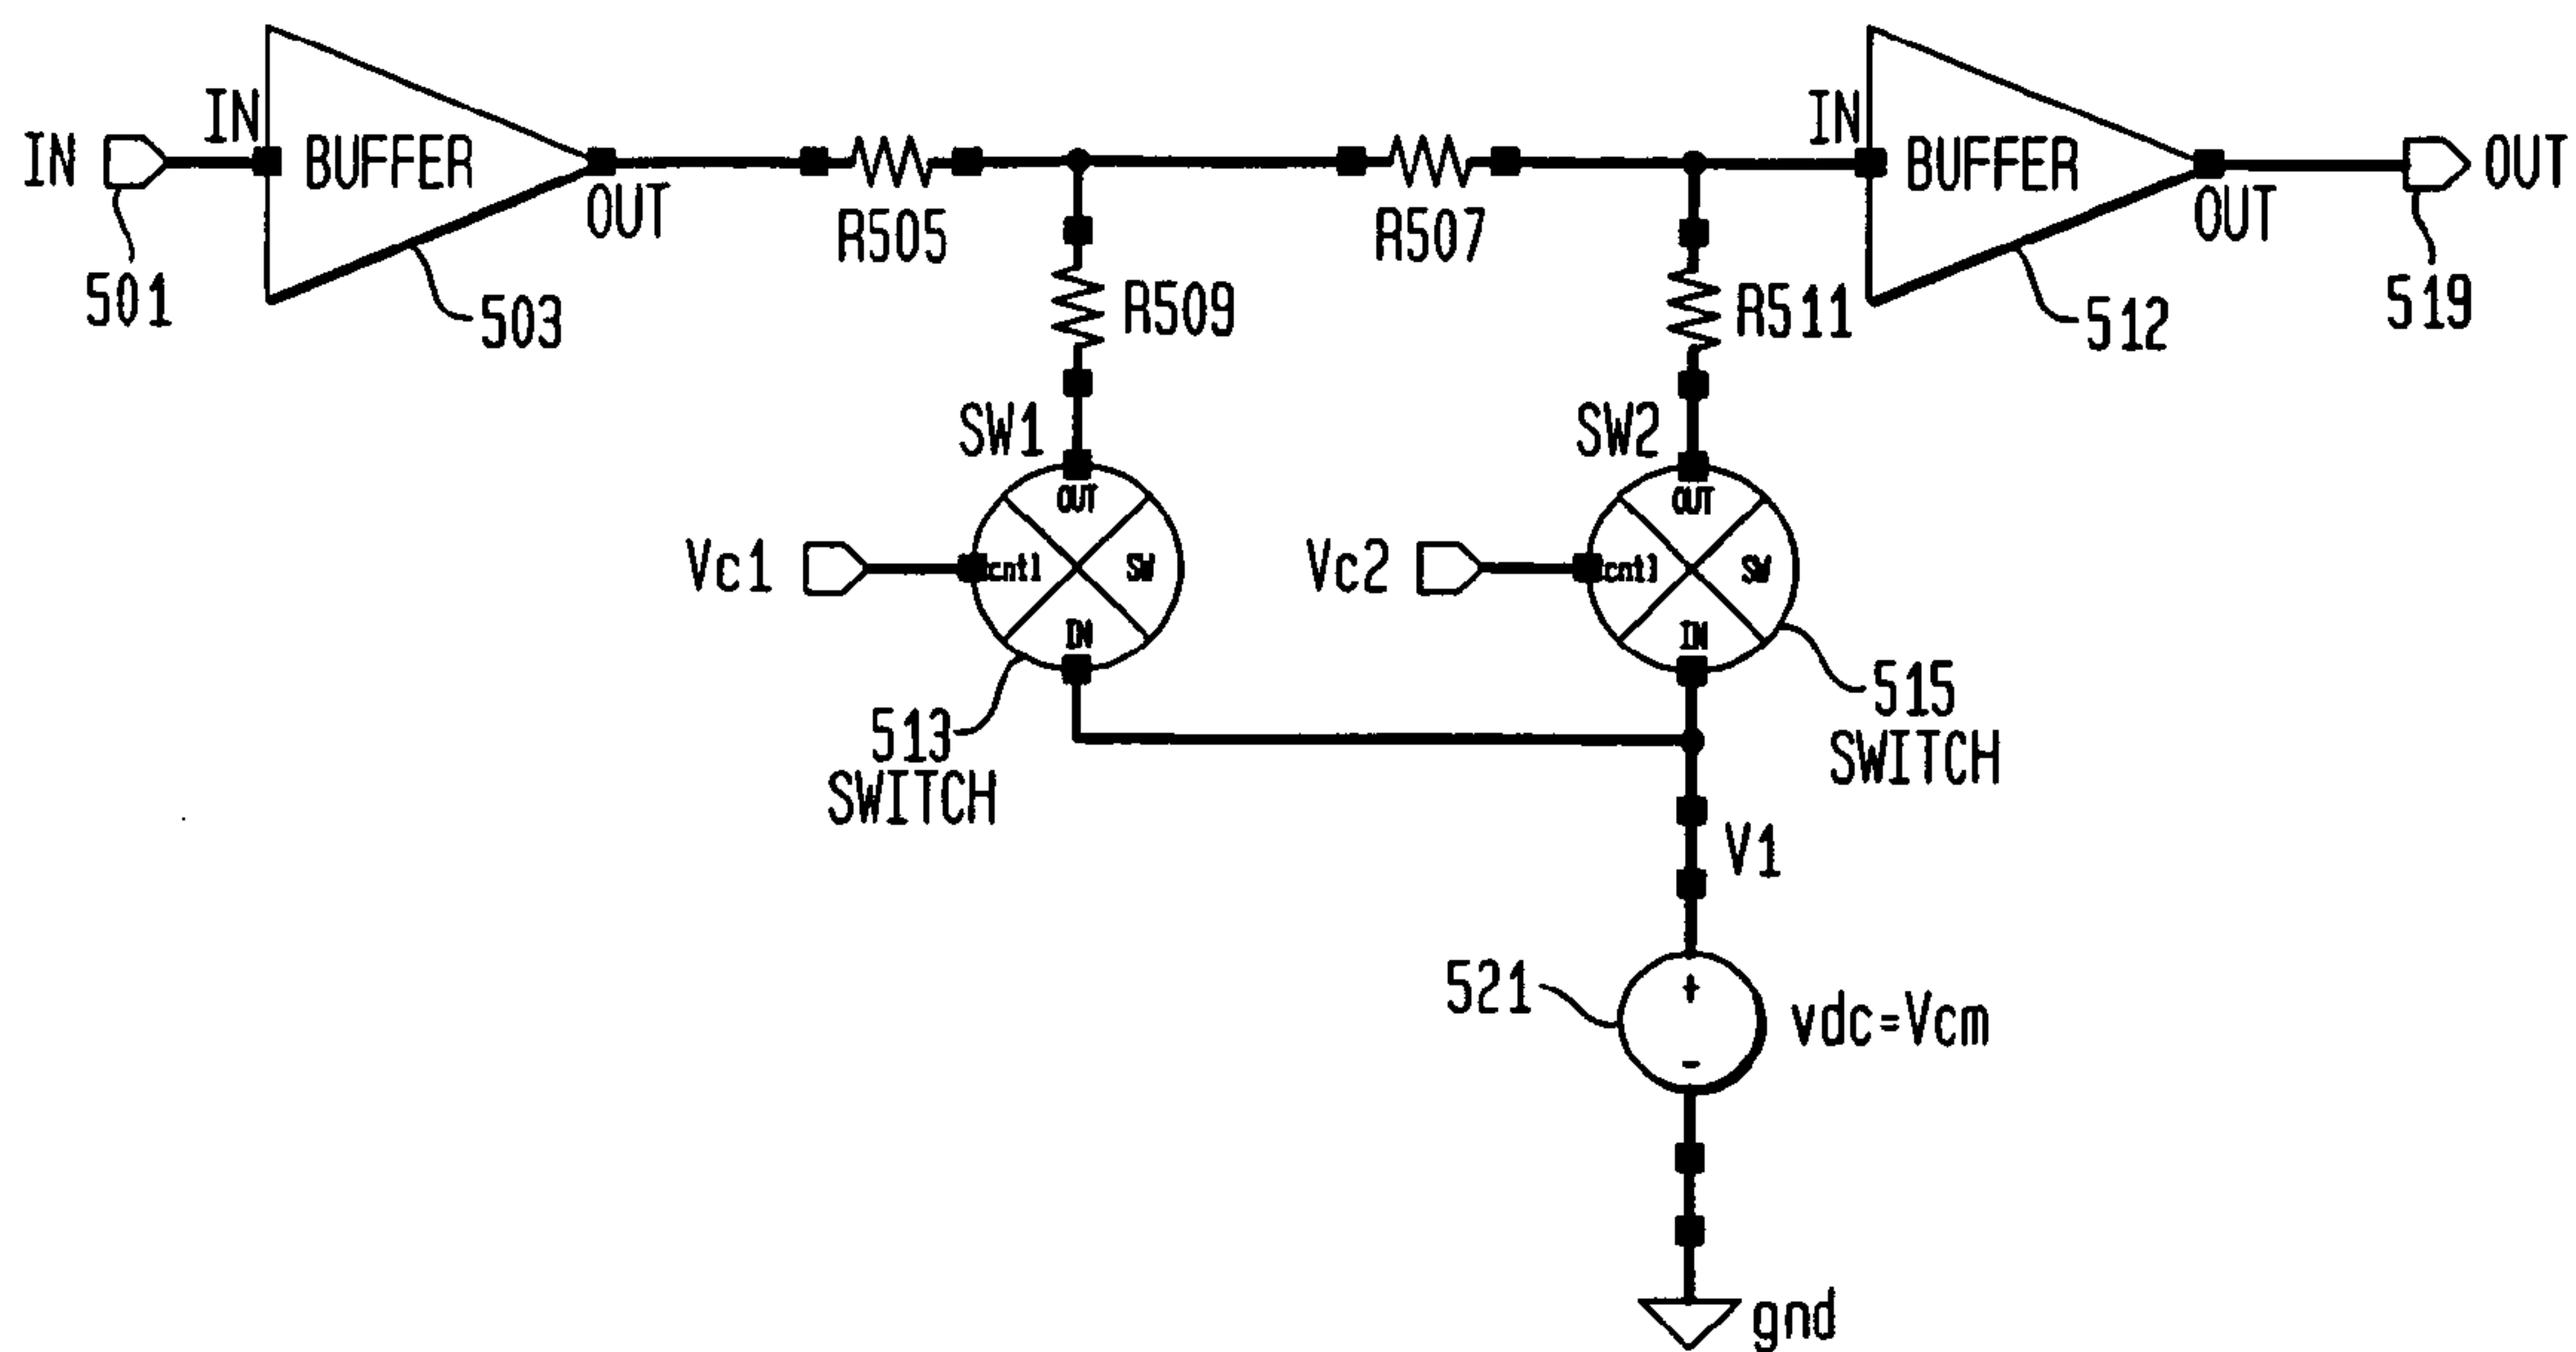 IN
501
IN
BUFFER
OUT
503
R505
R507
R509
R511
IN
BUFFER
OUT
512
OUT
519
SW1
OUT
cntl
SW
IN
Vc1
513
SWITCH
SW2
OUT
cntl
SW
IN
Vc2
515
SWITCH
V1
521
+
-
vdc=Vcm
gnd